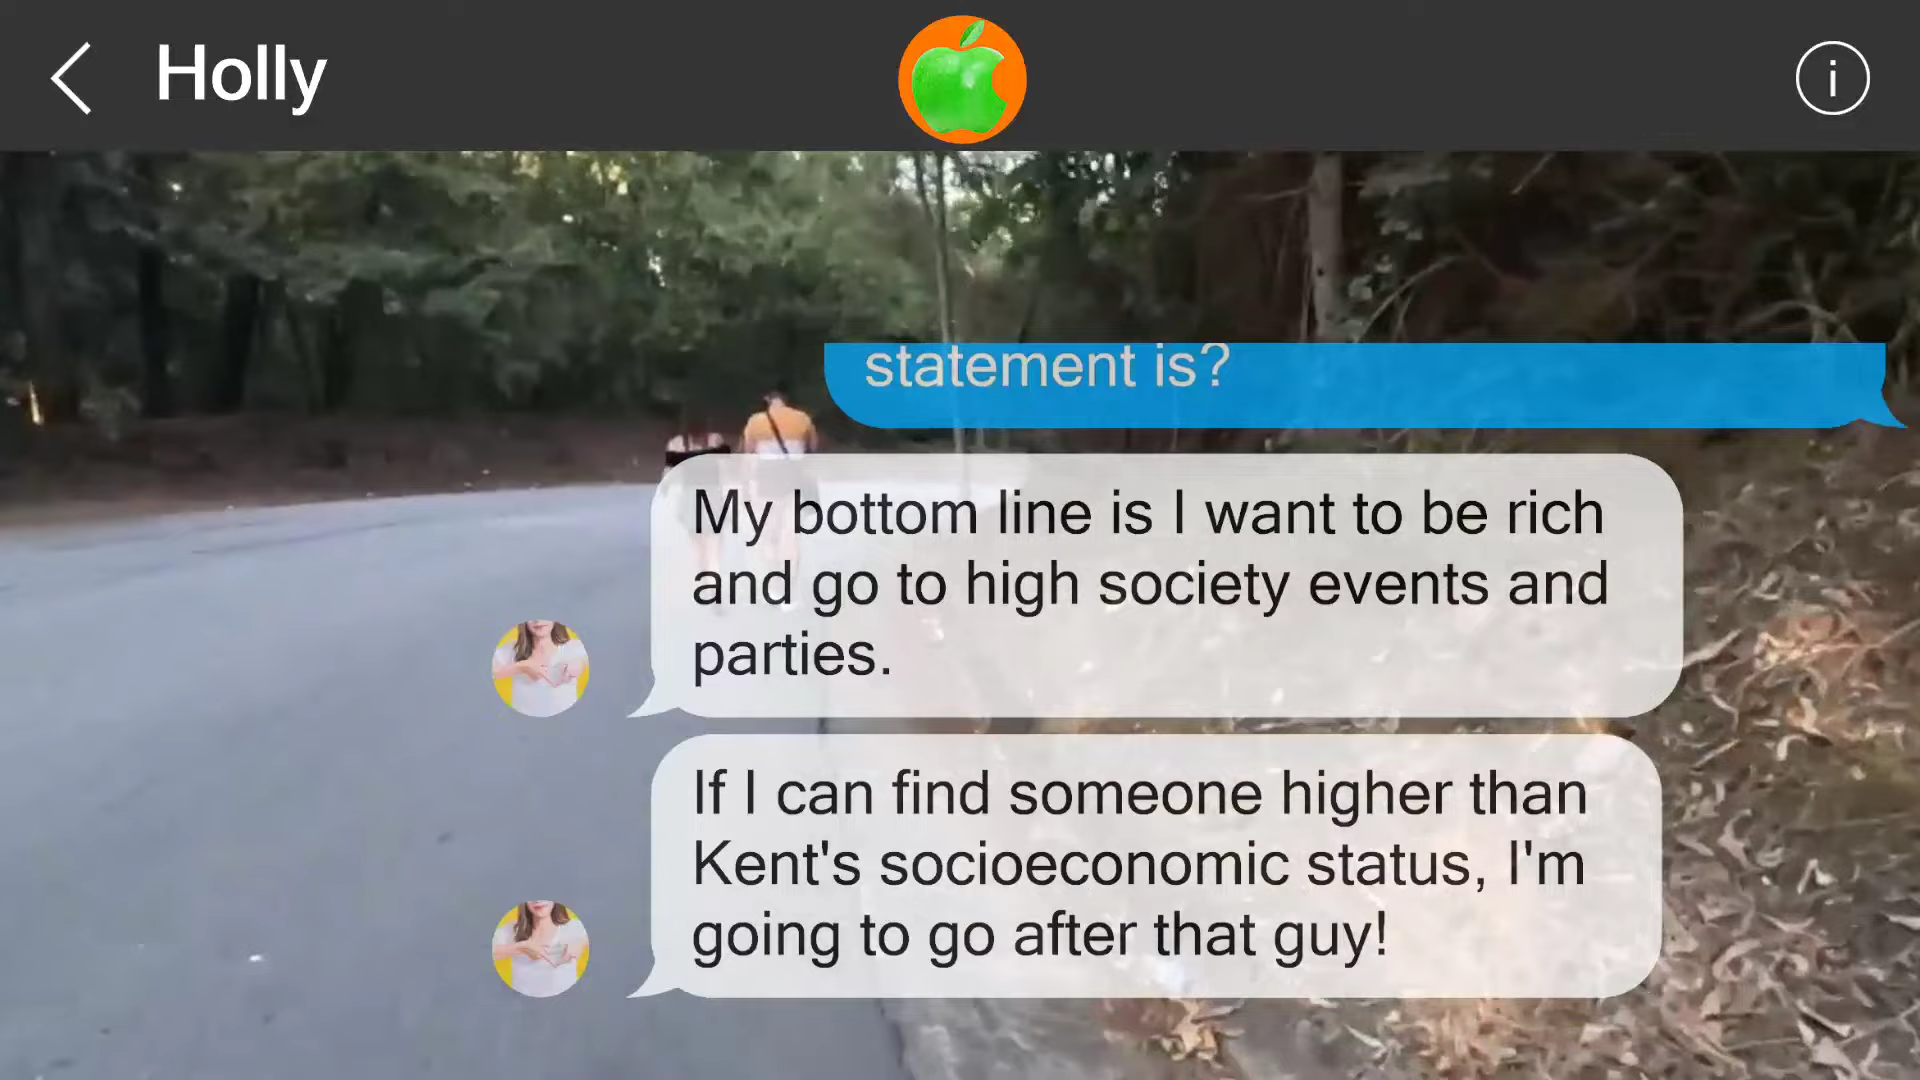 Holly
statement is?
My bottom line is I want to be rich
and go to high society events and
parties.
If I can find someone higher than
Kent's socioeconomic status, I'm
going to go after that guy!